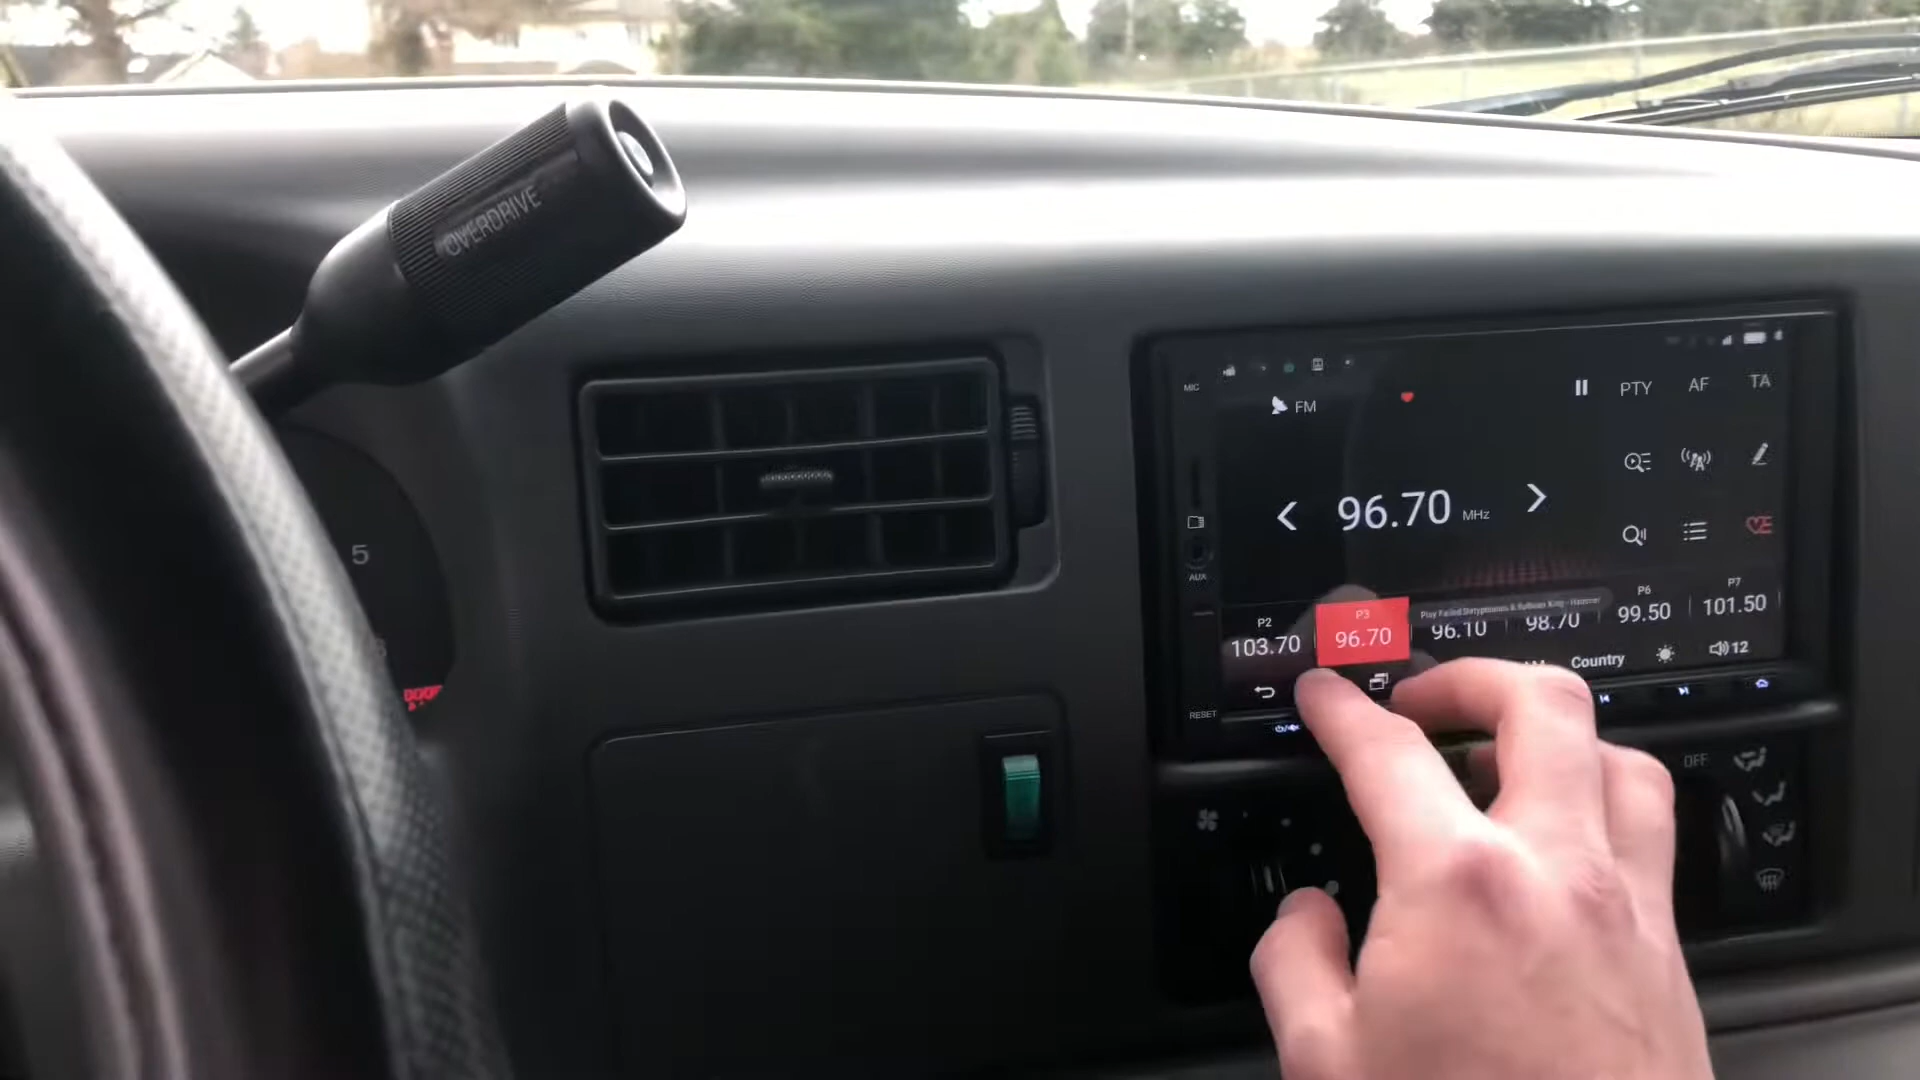 OVERDRIVE
5
MIC
FM
PTY
AF
TA
96.70 MHz
AUX
P2
103.70
P3
96.70
96.10
98.70
P6
99.50
P7
101.50
Country
12
RESET
OFF